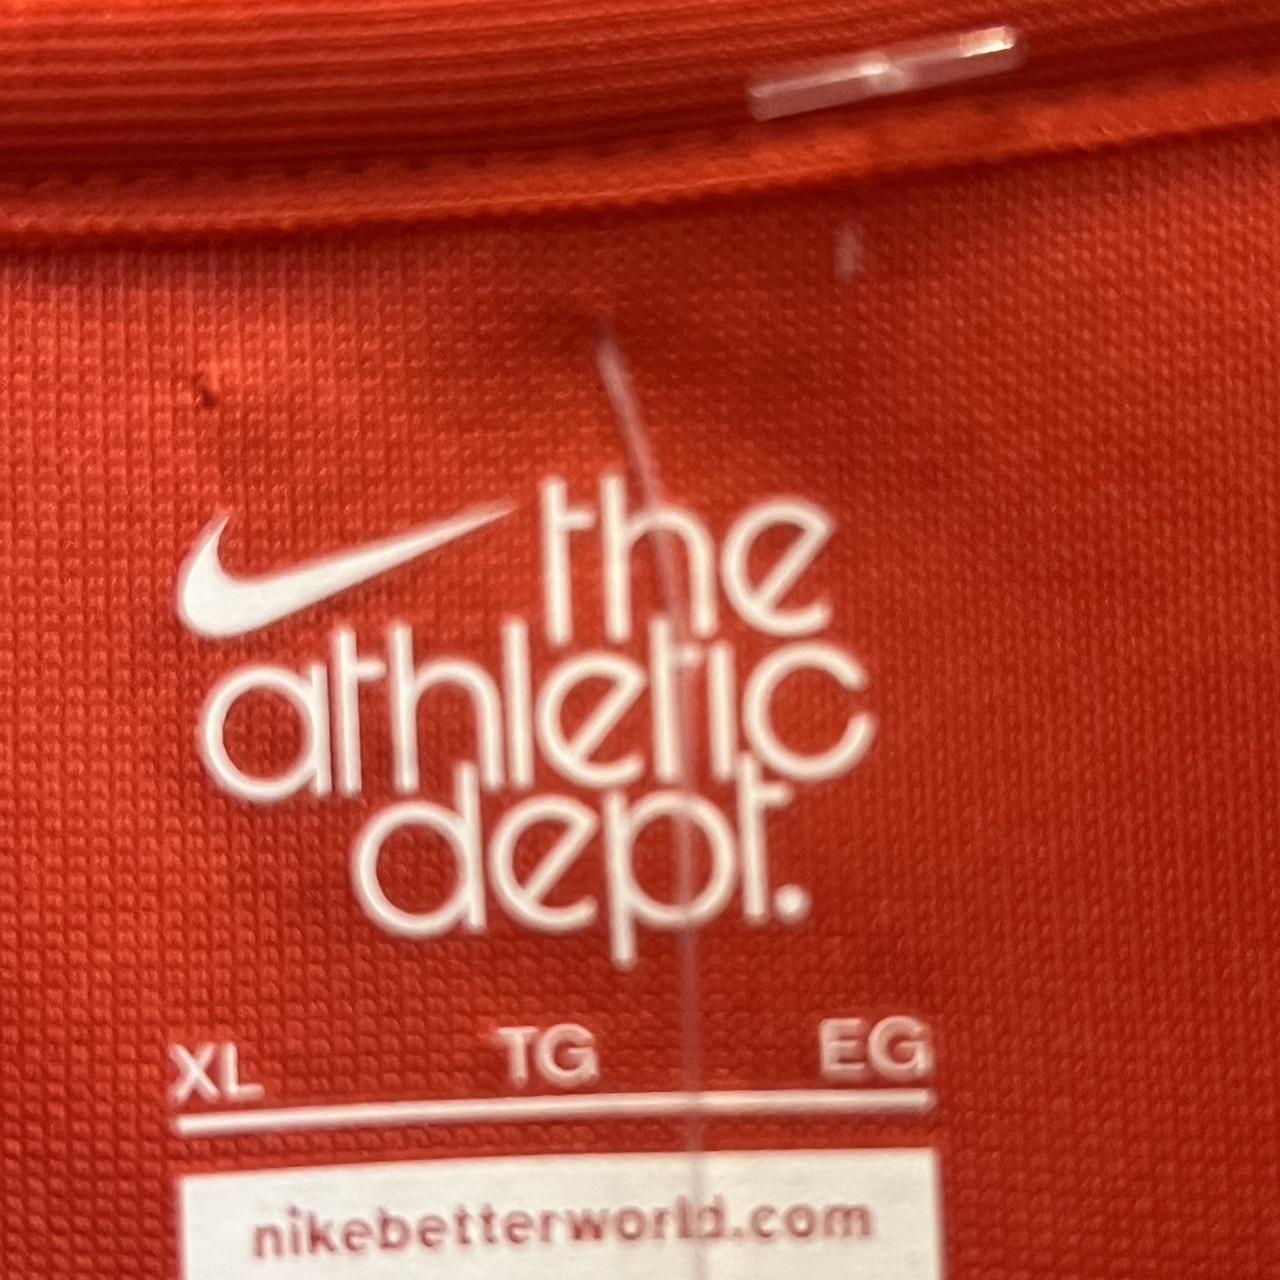 the
athletic
dept.
XL TG EG
nikebetterworld.com